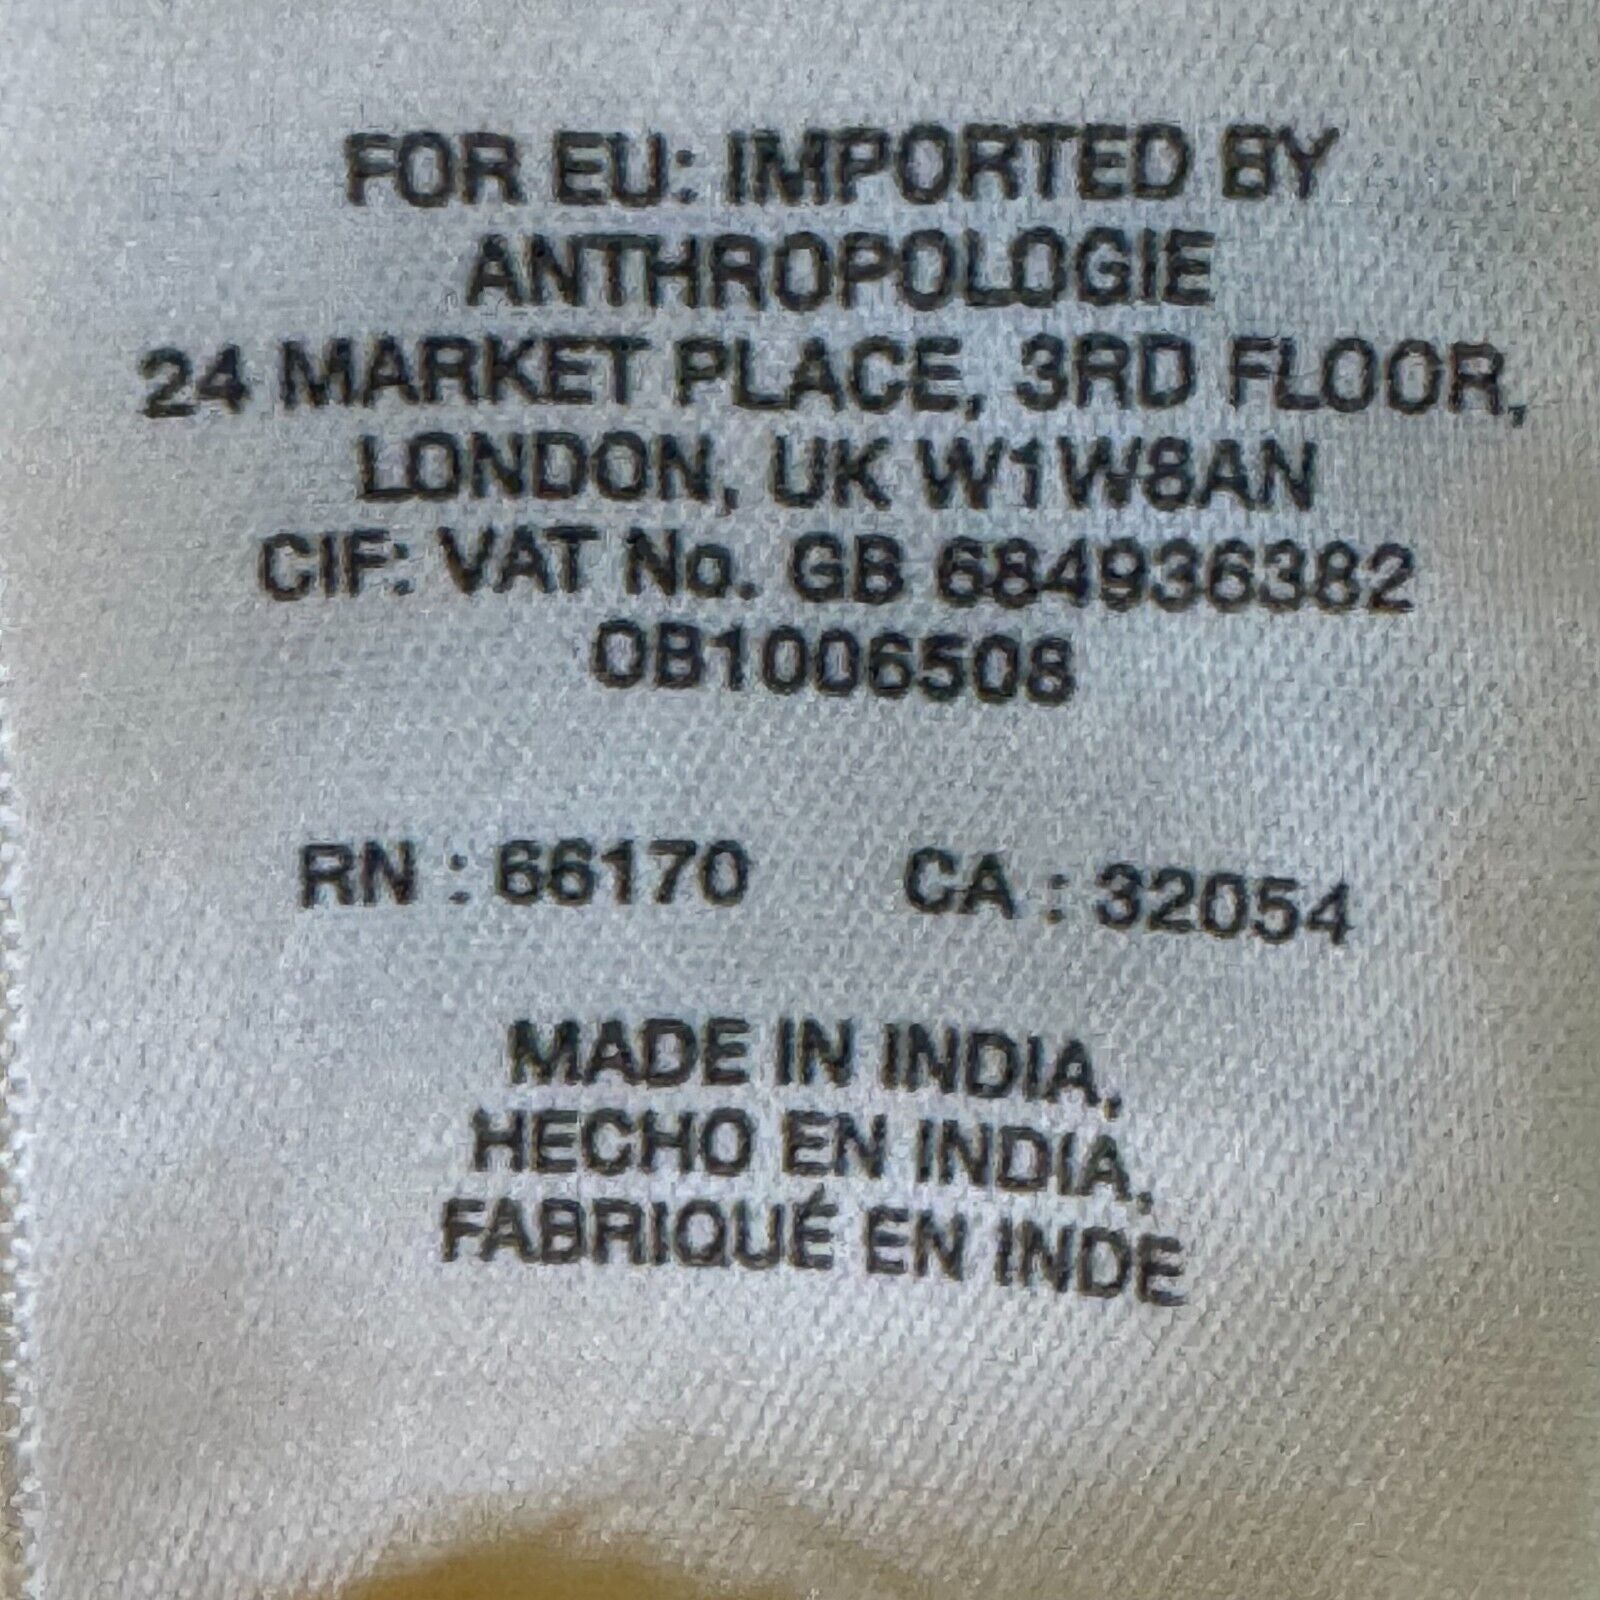 FOR EU: IMPORTED BY
ANTHROPOLOGIE
24 MARKET PLACE, 3RD FLOOR,
LONDON, UK W1W8AN
CIF: VAT No. GB 684936382
OB1006508
RN : 66170 CA : 32054
MADE IN INDIA,
HECHO EN INDIA,
FABRIQUÉ EN INDE